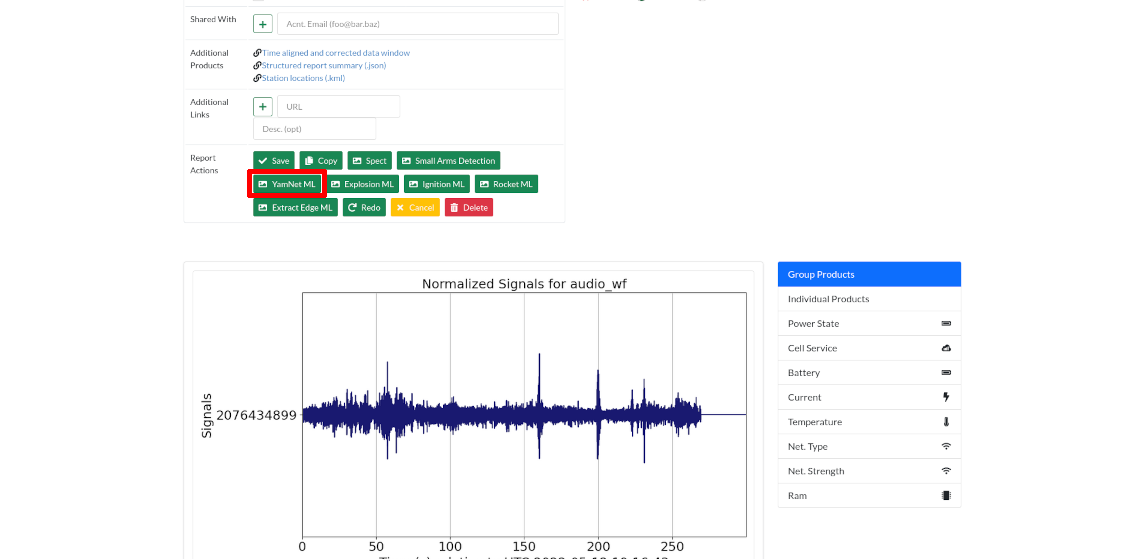 Shared With
Acnt. Email (foo@bar.baz)
Additional
Products
Time aligned and corrected data window
Structured report summary (.json)
Station locations (.kml)
Additional
Links
URL
Desc. (opt)
Report
Actions
Save Copy Spect Small Arms Detection
YamNet ML Explosion ML Ignition ML Rocket ML
Extract Edge ML Redo Cancel Delete
Normalized Signals for audio_wf
Signals
2076434899
0 50 100 150 200 250
Group Products
Individual Products
Power State
Cell Service
Battery
Current
Temperature
Net. Type
Net. Strength
Ram